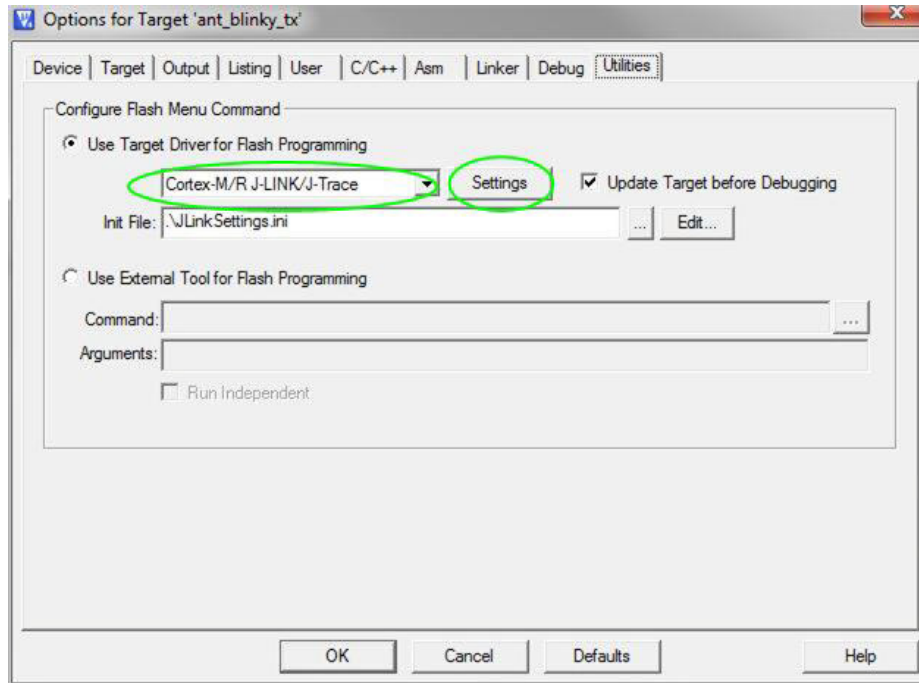 Options for Target 'ant_blinky_tx'
Device Target Output Listing User C/C++ Asm Linker Debug Utilities
Configure Flash Menu Command
Use Target Driver for Flash Programming
Cortex-M/R J-LINK/J-Trace Settings Update Target before Debugging
Init File: .\JLinkSettings.ini ... Edit...
Use External Tool for Flash Programming
Command: ...
Arguments:
Run Independent
OK Cancel Defaults Help